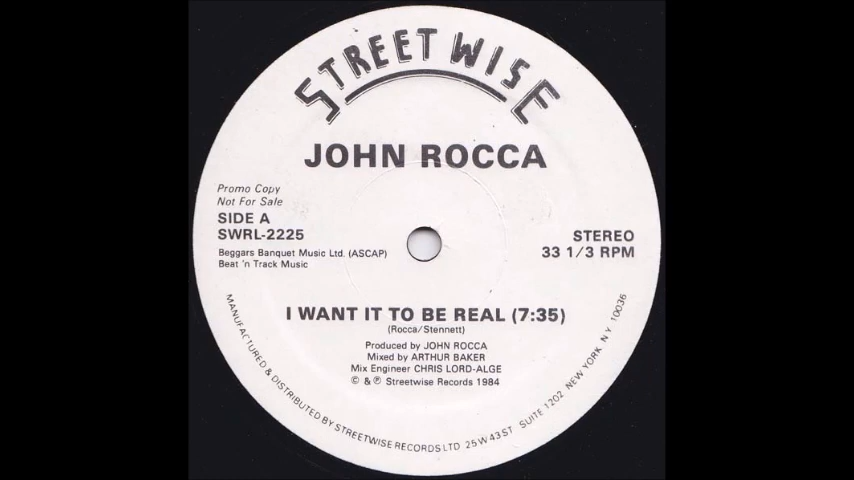 STREETWISE
JOHN ROCCA
Promo Copy
Not For Sale
SIDE A
SWRL-2225
Beggars Banquet Music Ltd. (ASCAP)
Beat 'n Track Music
STEREO
33 1/3 RPM
I WANT IT TO BE REAL (7:35)
(Rocca/Stennett)
Produced by JOHN ROCCA
Mixed by ARTHUR BAKER
Mix Engineer CHRIS LORD-ALGE
© & ℗ Streetwise Records 1984
MANUFACTURED & DISTRIBUTED BY STREETWISE RECORDS LTD 25 W 43 ST. SUITE 1202 NEW YORK, N.Y. 10036